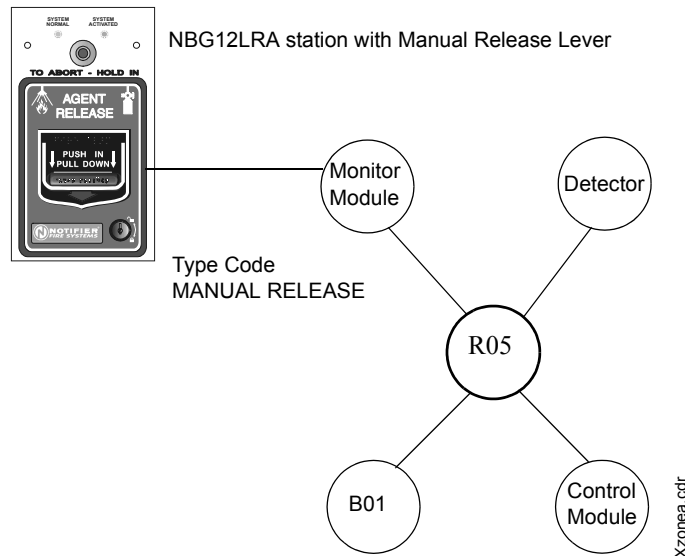 SYSTEM NORMAL
SYSTEM ACTIVATED
NBG12LRA station with Manual Release Lever
TO ABORT - HOLD IN
AGENT
RELEASE
PUSH IN
PULL DOWN
NOTIFIER
FIRE SYSTEMS
Monitor
Module
Detector
Type Code
MANUAL RELEASE
R05
B01
Control
Module
Xzonea.cdr